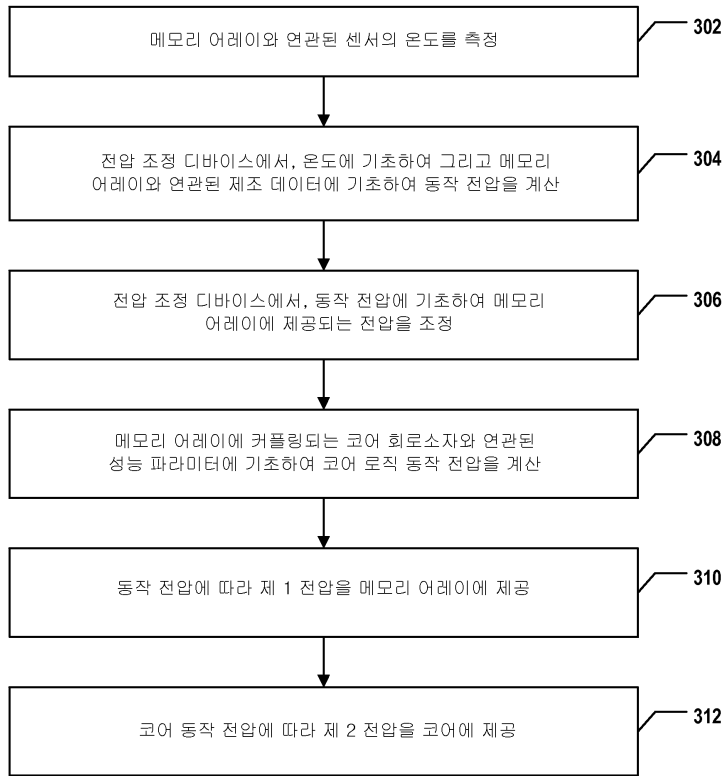 메모리 어레이와 연관된 센서의 온도를 측정
302
전압 조정 디바이스에서, 온도에 기초하여 그리고 메모리
어레이와 연관된 제조 데이터에 기초하여 동작 전압을 계산
304
전압 조정 디바이스에서, 동작 전압에 기초하여 메모리
어레이에 제공되는 전압을 조정
306
메모리 어레이에 커플링되는 코어 회로소자와 연관된
성능 파라미터에 기초하여 코어 로직 동작 전압을 계산
308
동작 전압에 따라 제 1 전압을 메모리 어레이에 제공
310
코어 동작 전압에 따라 제 2 전압을 코어에 제공
312